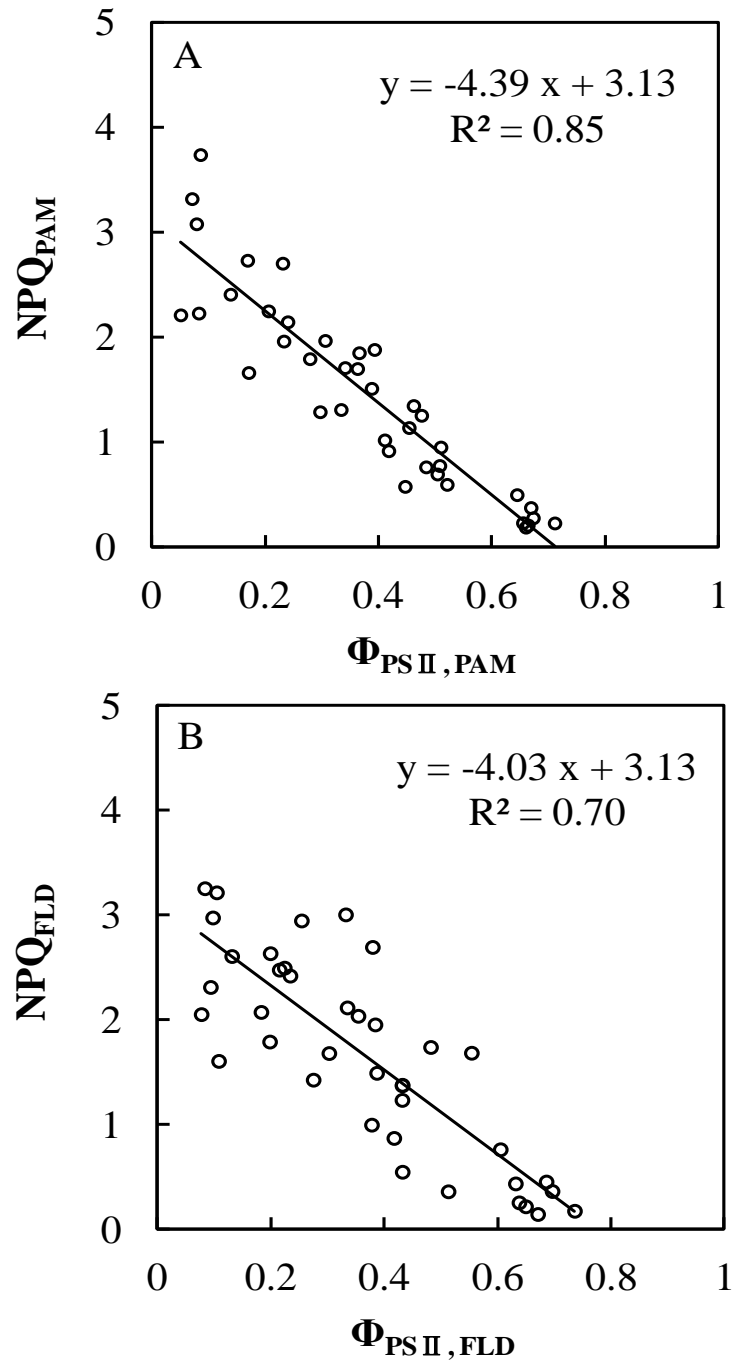 A
y = -4.39 x + 3.13
R² = 0.85
5
4
3
2
1
0
NPQPAM
0 0.2 0.4 0.6 0.8 1
ΦPSⅡ, PAM
B
y = -4.03 x + 3.13
R² = 0.70
5
4
3
2
1
0
NPQFLD
0 0.2 0.4 0.6 0.8 1
ΦPSⅡ, FLD